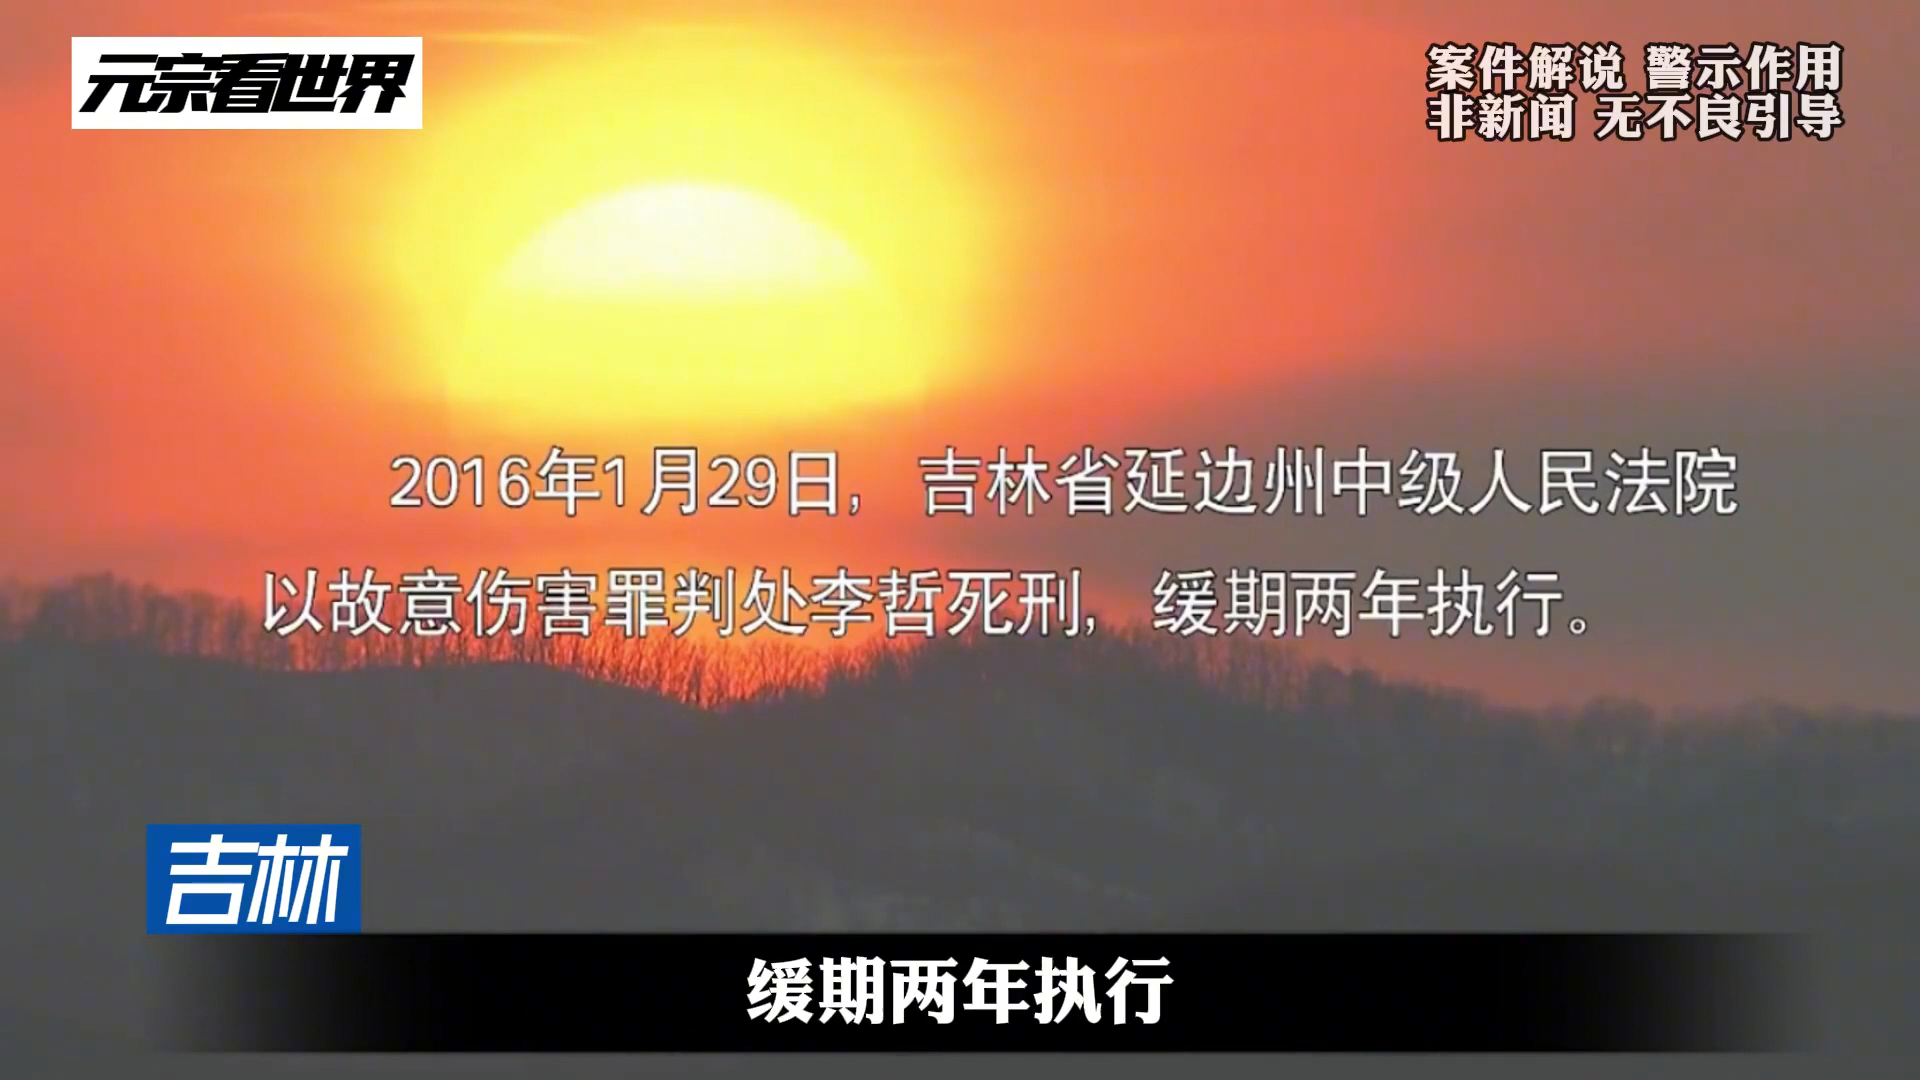 元宗看世界
案件解说 警示作用
非新闻 无不良引导
2016年1月29日，吉林省延边州中级人民法院
以故意伤害罪判处李哲死刑，缓期两年执行。
吉林
缓期两年执行